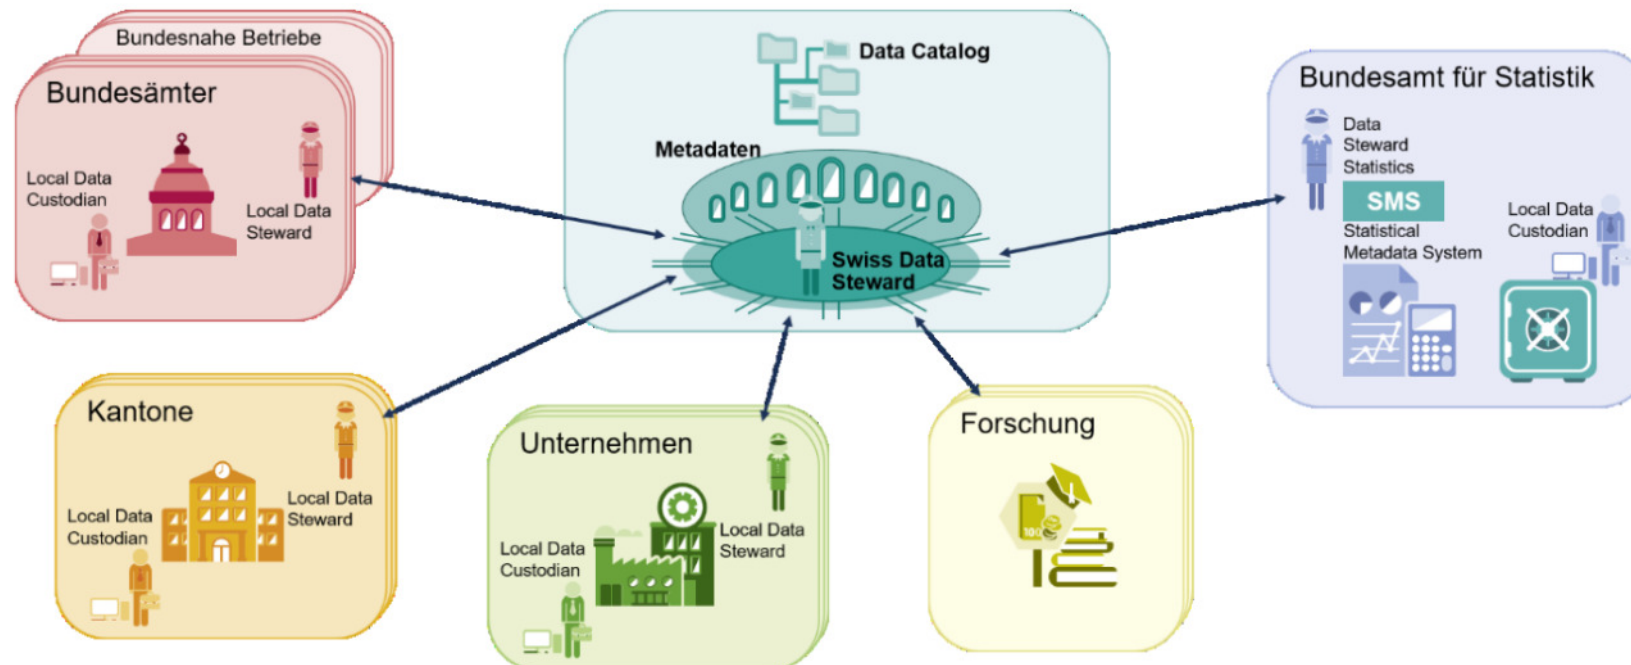 Bundesnahe Betriebe
Bundesämter
Local Data
Custodian
Local Data
Steward
Data Catalog
Metadaten
Swiss Data
Steward
Bundesamt für Statistik
Data
Steward
Statistics
SMS
Statistical
Metadata System
Local Data
Custodian
Kantone
Local Data
Custodian
Local Data
Steward
Unternehmen
Local Data
Custodian
Local Data
Steward
Forschung
100